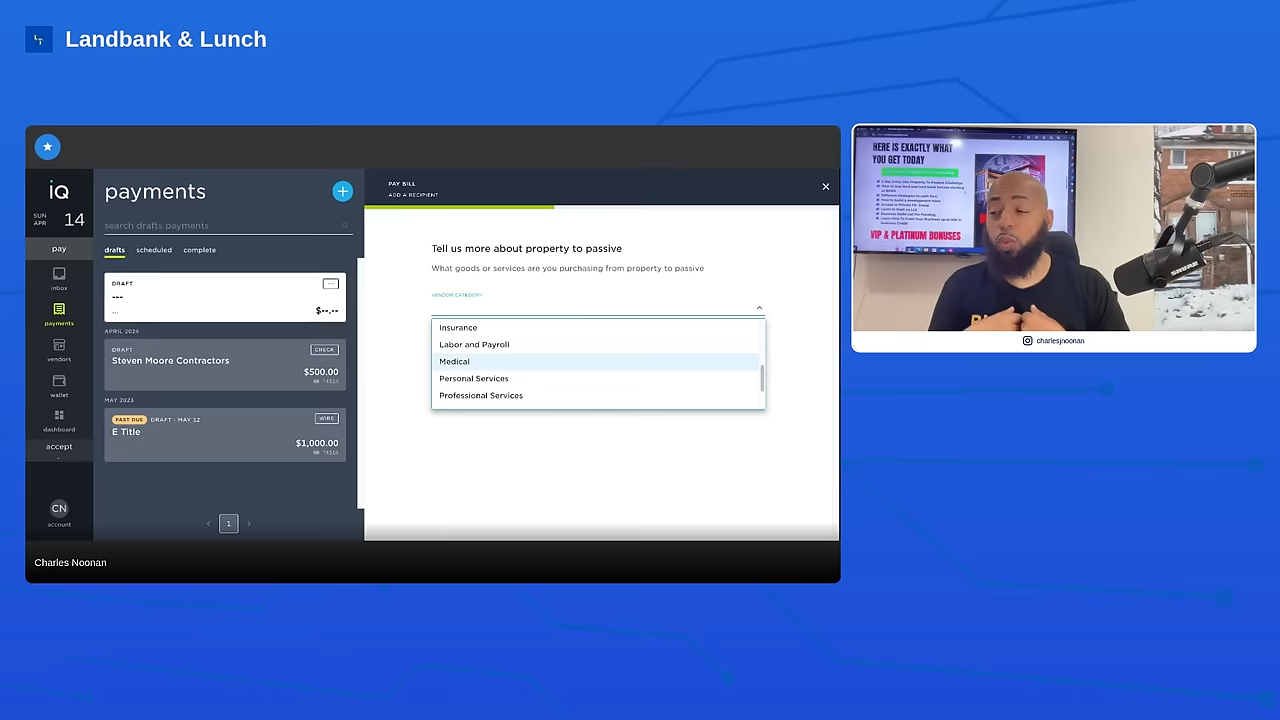 Landbank & Lunch
iQ
SUN
APR
14
pay
inbox
payments
vendors
wallet
dashboard
accept
CN
account
payments
search drafts payments
drafts
scheduled
complete
DRAFT
---
...
$--.--
APRIL 2024
DRAFT
CHECK
Steven Moore Contractors
$500.00
*4314
MAY 2023
PAST DUE
DRAFT · MAY 12
WIRE
E Title
$1,000.00
*4314
1
PAY BILL
ADD A RECIPIENT
Tell us more about property to passive
What goods or services are you purchasing from property to passive
VENDOR CATEGORY
Insurance
Labor and Payroll
Medical
Personal Services
Professional Services
Charles Noonan
HERE IS EXACTLY WHAT
YOU GET TODAY
VIP & PLATINUM BONUSES
SHURE
charlesjnoonan